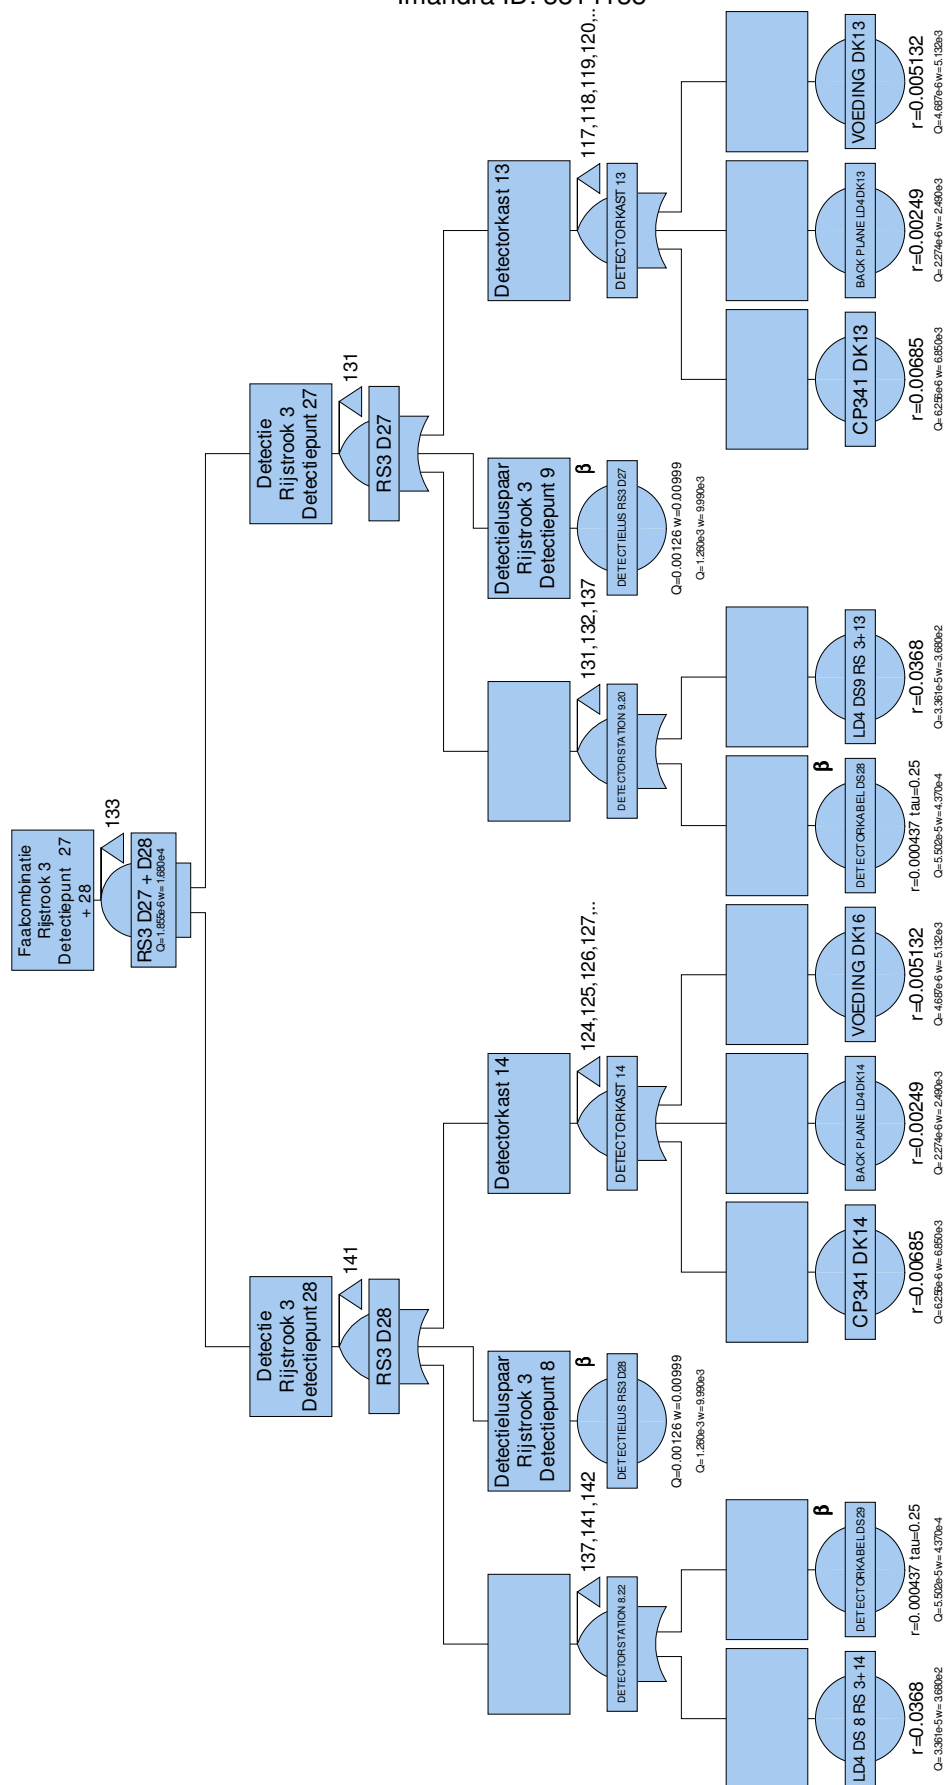 Faalcombinatie
Rijstrook 3
Detectiepunt 27
+ 28
133
RS3 D27 + D28
Q=1.855e-6 w=1.680e-4
Detectie
Rijstrook 3
Detectiepunt 28
141
RS3 D28
Detectie
Rijstrook 3
Detectiepunt 27
131
RS3 D27
137,141,142
DETECTORSTATION 8.22
Detectieluspaar
Rijstrook 3
Detectiepunt 8
β
DETECTIELUS RS3 D28
Q=0.00126 w=0.00999
Q=1.260e-3 w=9.990e-3
Detectorkast 14
124,125,126,127,..
DETECTORKAST 14
131,132,137
DETECTORSTATION 9.20
Detectieluspaar
Rijstrook 3
Detectiepunt 9
β
DETECTIELUS RS3 D27
Q=0.00126 w=0.00999
Q=1.260e-3 w=9.990e-3
Detectorkast 13
117,118,119,120,..
DETECTORKAST 13
LD4 DS 8 RS 3+14
r=0.0368
Q=3.361e-5 w=3.680e-2
β
DETECTORKABEL DS29
r=0.000437 tau=0.25
Q=5.502e-5 w=4.370e-4
CP341 DK14
r=0.00685
Q=6.256e-6 w=6.850e-3
BACK PLANE LD4 DK14
r=0.00249
Q=2.274e-6 w=2.490e-3
VOEDING DK16
r=0.005132
Q=4.687e-6 w=5.132e-3
β
DETECTORKABEL DS28
r=0.000437 tau=0.25
Q=5.502e-5 w=4.370e-4
LD4 DS9 RS 3+13
r=0.0368
Q=3.361e-5 w=3.680e-2
CP341 DK13
r=0.00685
Q=6.256e-6 w=6.850e-3
BACK PLANE LD4 DK13
r=0.00249
Q=2.274e-6 w=2.490e-3
VOEDING DK13
r=0.005132
Q=4.687e-6 w=5.132e-3